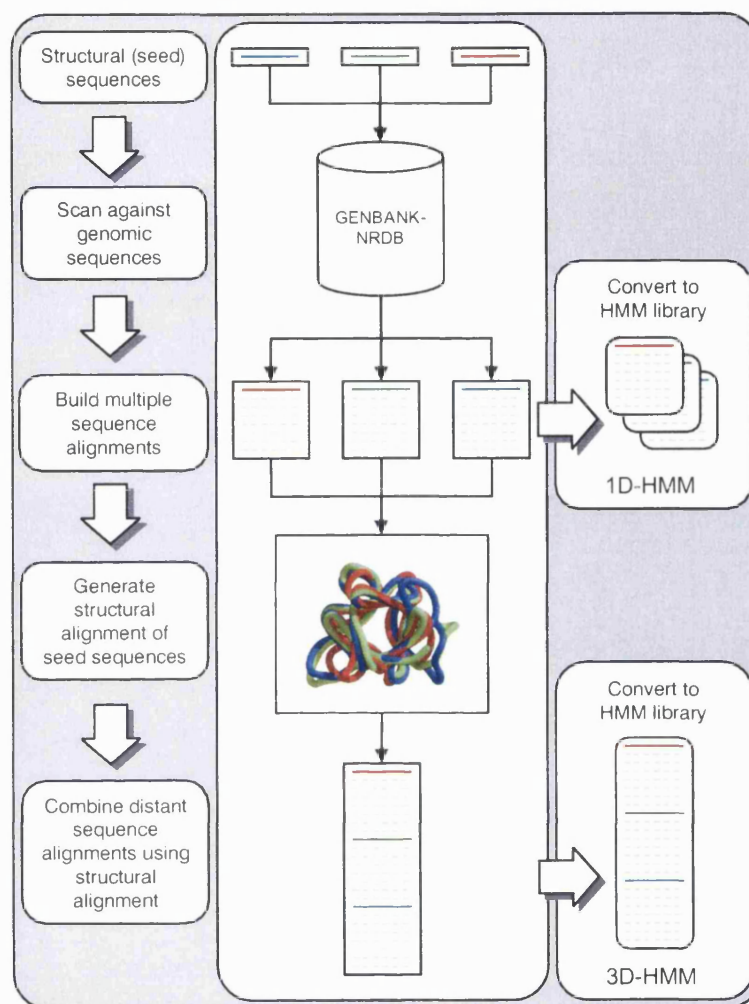 Structural (seed)
sequences
Scan against
genomic
sequences
Build multiple
sequence
alignments
Generate
structural
alignment of
seed sequences
Combine distant
sequence
alignments using
structural
alignment
GENBANK-
NRDB
Convert to
HMM library
1D-HMM
Convert to
HMM library
3D-HMM